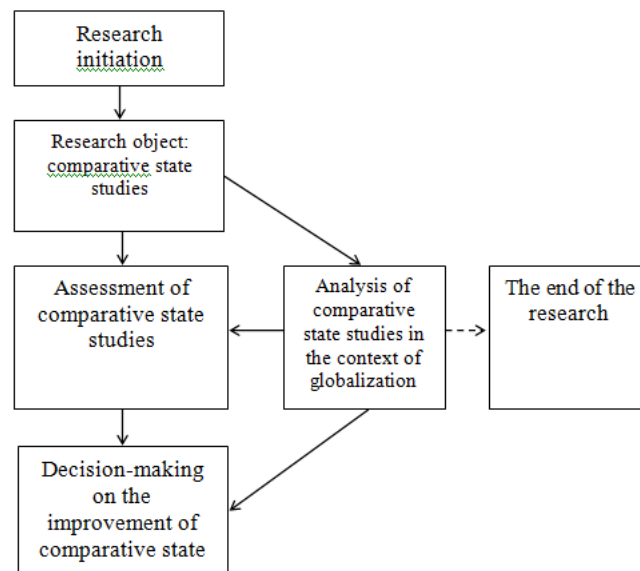 Research
initiation
Research object:
comparative state
studies
Assessment of
comparative state
studies
Analysis of
comparative
state studies in
the context of
globalization
The end of the
research
Decision-making
on the
improvement of
comparative state